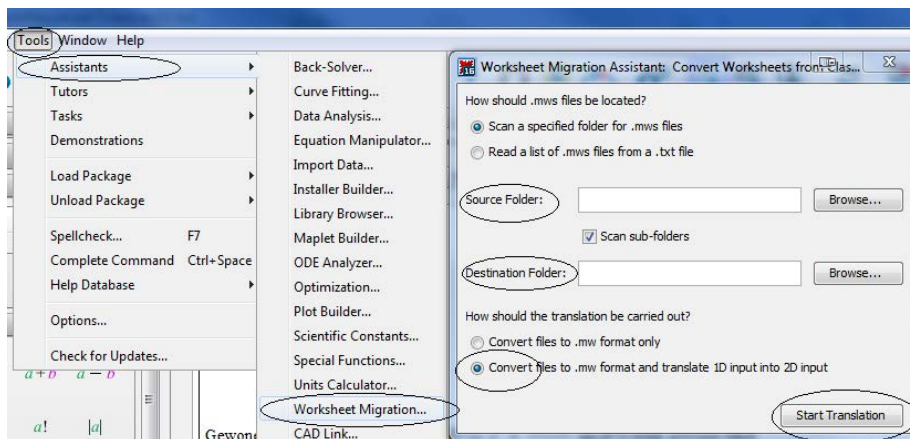 Tools Window Help
Assistants
Tutors
Tasks
Demonstrations
Load Package
Unload Package
Spellcheck... F7
Complete Command Ctrl+Space
Help Database
Options...
Check for Updates...
a + b a − b
a! |a|
Back-Solver...
Curve Fitting...
Data Analysis...
Equation Manipulator...
Import Data...
Installer Builder...
Library Browser...
Maplet Builder...
ODE Analyzer...
Optimization...
Plot Builder...
Scientific Constants...
Special Functions...
Units Calculator...
Worksheet Migration...
CAD Link...
Worksheet Migration Assistant: Convert Worksheets from Clas...
How should .mws files be located?
Scan a specified folder for .mws files
Read a list of .mws files from a .txt file
Source Folder: Browse...
Scan sub-folders
Destination Folder: Browse...
How should the translation be carried out?
Convert files to .mw format only
Convert files to .mw format and translate 1D input into 2D input
Start Translation